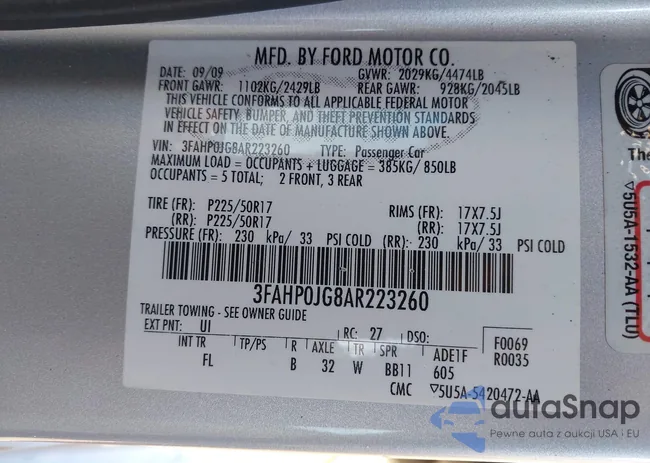 MFD. BY FORD MOTOR CO.
DATE: 09/09 GVWR: 2029KG/4474LB
FRONT GAWR: 1102KG/2429LB REAR GAWR: 928KG/2045LB
THIS VEHICLE CONFORMS TO ALL APPLICABLE FEDERAL MOTOR
VEHICLE SAFETY, BUMPER, AND THEFT PREVENTION STANDARDS
IN EFFECT ON THE DATE OF MANUFACTURE SHOWN ABOVE.
VIN: 3FAHP0JG8AR223260 TYPE: Passenger Car
MAXIMUM LOAD = OCCUPANTS + LUGGAGE = 385KG/ 850LB
OCCUPANTS = 5 TOTAL; 2 FRONT, 3 REAR
TIRE (FR): P225/50R17 RIMS (FR): 17X7.5J
(RR): P225/50R17 (RR): 17X7.5J
PRESSURE (FR): 230 kPa/ 33 PSI COLD (RR): 230 kPa/ 33 PSI COLD
3FAHP0JG8AR223260
TRAILER TOWING - SEE OWNER GUIDE
EXT PNT: UI RC: 27 DSO: F0069
INT TR TP/PS R AXLE TR SPR ADE1F R0035
FL B 32 W BB11 605
CMC ▽5U5A-5420472-AA
The
▽5U5A-1532-AA (TLU)
autaSnap
Pewne auta z aukcji USA i EU